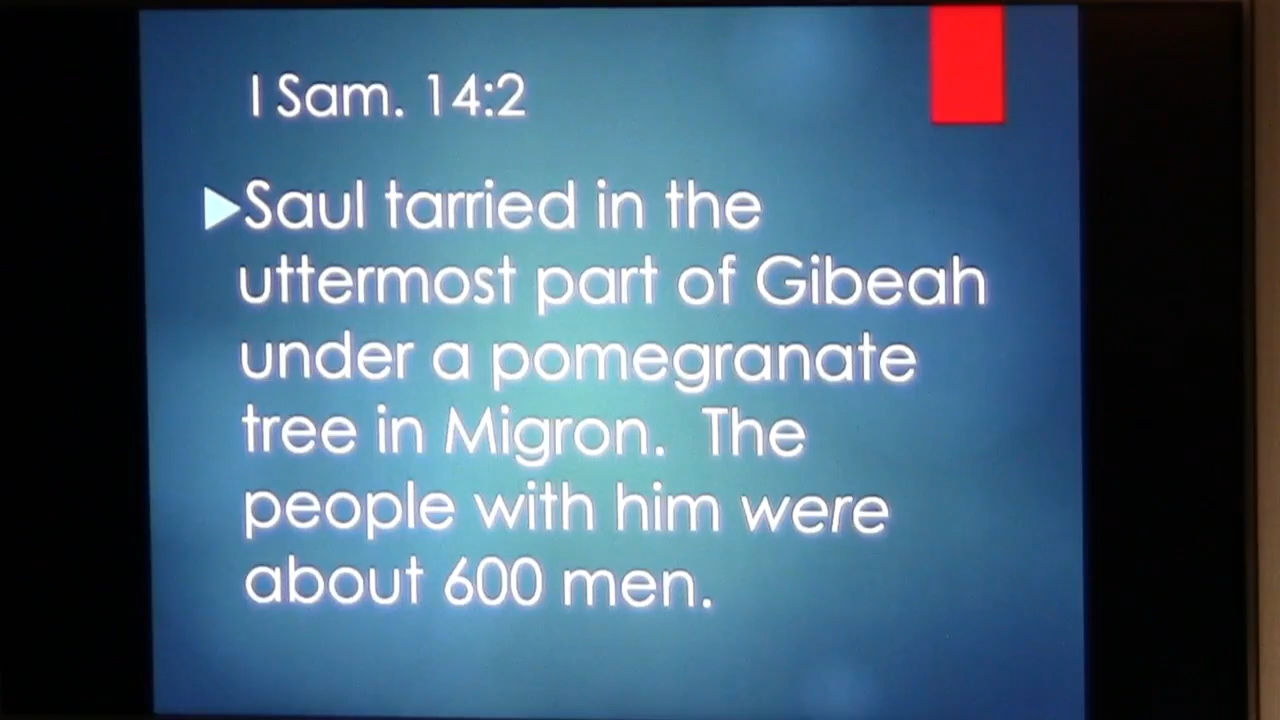 I Sam. 14:2
Saul tarried in the
uttermost part of Gibeah
under a pomegranate
tree in Migron.  The
people with him were
about 600 men.